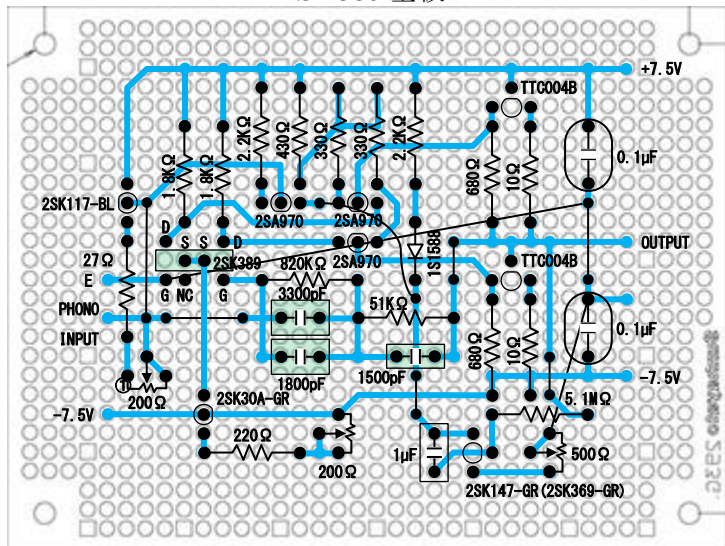 +7.5V
TTC004B
2.2KΩ
430Ω
330Ω
330Ω
2.2KΩ
1.8KΩ
1.8KΩ
680Ω
10Ω
0.1μF
2SK117-BL
2SA970
2SA970
D
S
S
D
2SK389
2SA970
1S1588
OUTPUT
27Ω
E
G
NC
G
820KΩ
TTC004B
3300pF
PHONO
INPUT
51KΩ
680Ω
10Ω
0.1μF
1800pF
1500pF
-7.5V
200Ω
2SK30A-GR
5.1MΩ
-7.5V
220Ω
200Ω
1μF
500Ω
2SK147-GR(2SK369-GR)